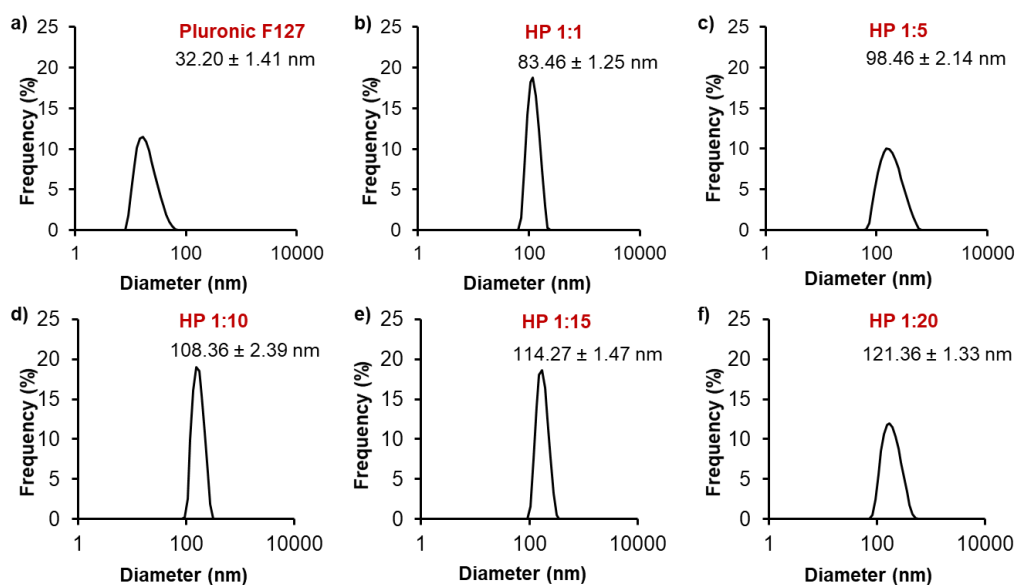 a) Pluronic F127
32.20 ± 1.41 nm
25
20
15
10
5
0
Frequency (%)
1 100 10000
Diameter (nm)
b) HP 1:1
83.46 ± 1.25 nm
25
20
15
10
5
0
Frequency (%)
1 100 10000
Diameter (nm)
c) HP 1:5
98.46 ± 2.14 nm
25
20
15
10
5
0
Frequency (%)
1 100 10000
Diameter (nm)
d) HP 1:10
108.36 ± 2.39 nm
25
20
15
10
5
0
Frequency (%)
1 100 10000
Diameter (nm)
e) HP 1:15
114.27 ± 1.47 nm
25
20
15
10
5
0
Frequency (%)
1 100 10000
Diameter (nm)
f) HP 1:20
121.36 ± 1.33 nm
25
20
15
10
5
0
Frequency (%)
1 100 10000
Diameter (nm)